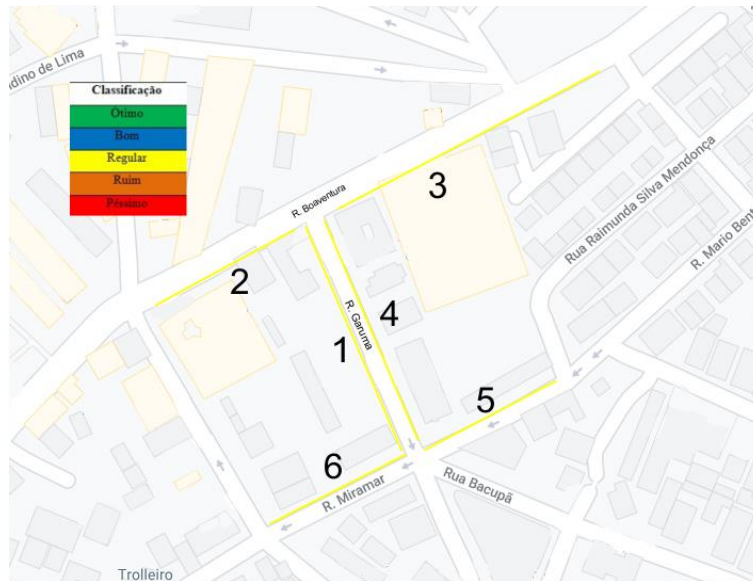 dino de Lima
Classificação
Ótimo
Bom
Regular
Ruim
Péssimo
R. Boaventura
3
Rua Raimunda Silva Mendonça
R. Mario Bent
2
R. Garuma
4
1
5
6
R. Miramar
Rua Bacupã
Trolleiro